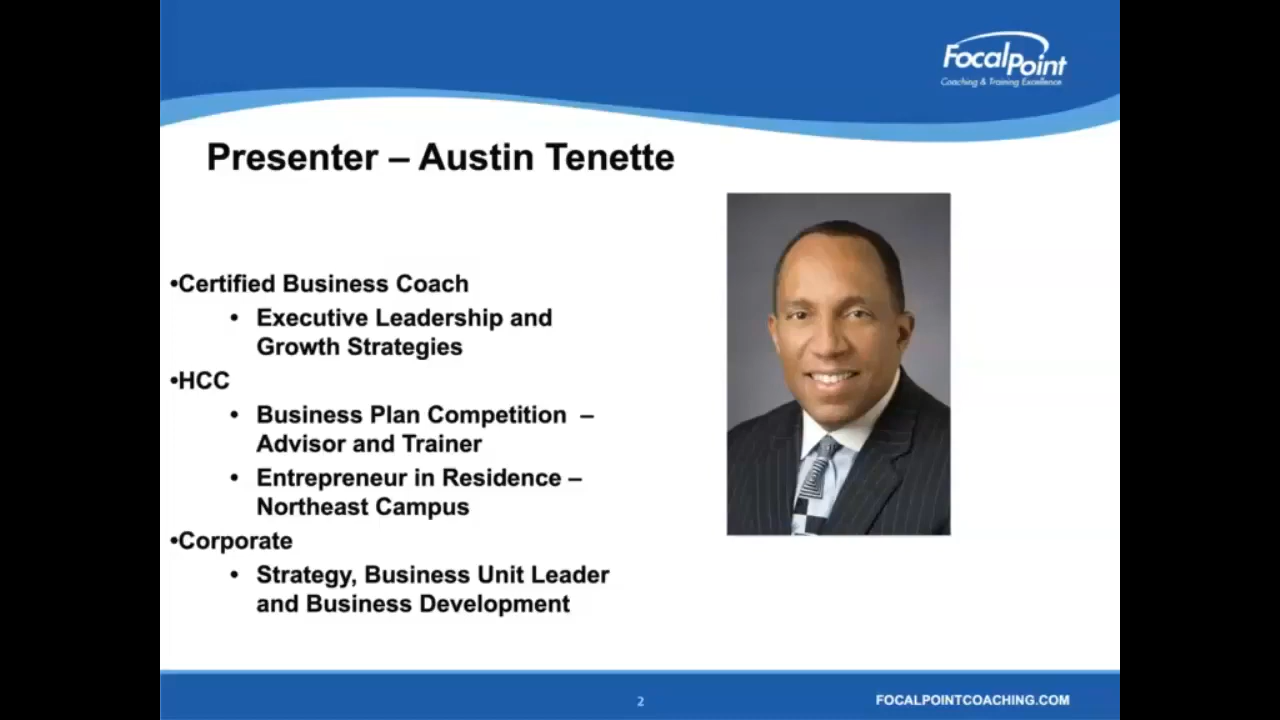 FocalPoint
Coaching & Training Excellence
Presenter – Austin Tenette
•Certified Business Coach
• Executive Leadership and
Growth Strategies
•HCC
• Business Plan Competition –
Advisor and Trainer
• Entrepreneur in Residence –
Northeast Campus
•Corporate
• Strategy, Business Unit Leader
and Business Development
2
FOCALPOINTCOACHING.COM